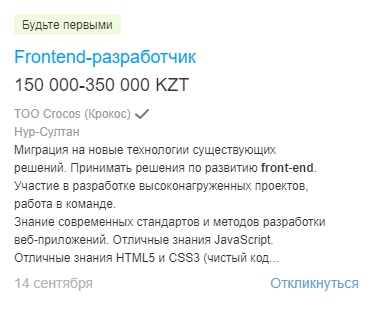 Будьте первыми
Frontend-разработчик
150 000-350 000 KZT
ТОО Crocos (Крокос)
Нур-Султан
Миграция на новые технологии существующих
решений. Принимать решения по развитию front-end.
Участие в разработке высоконагруженных проектов,
работа в команде.
Знание современных стандартов и методов разработки
веб-приложений. Отличные знания JavaScript.
Отличные знания HTML5 и CSS3 (чистый код...
14 сентября
Откликнуться